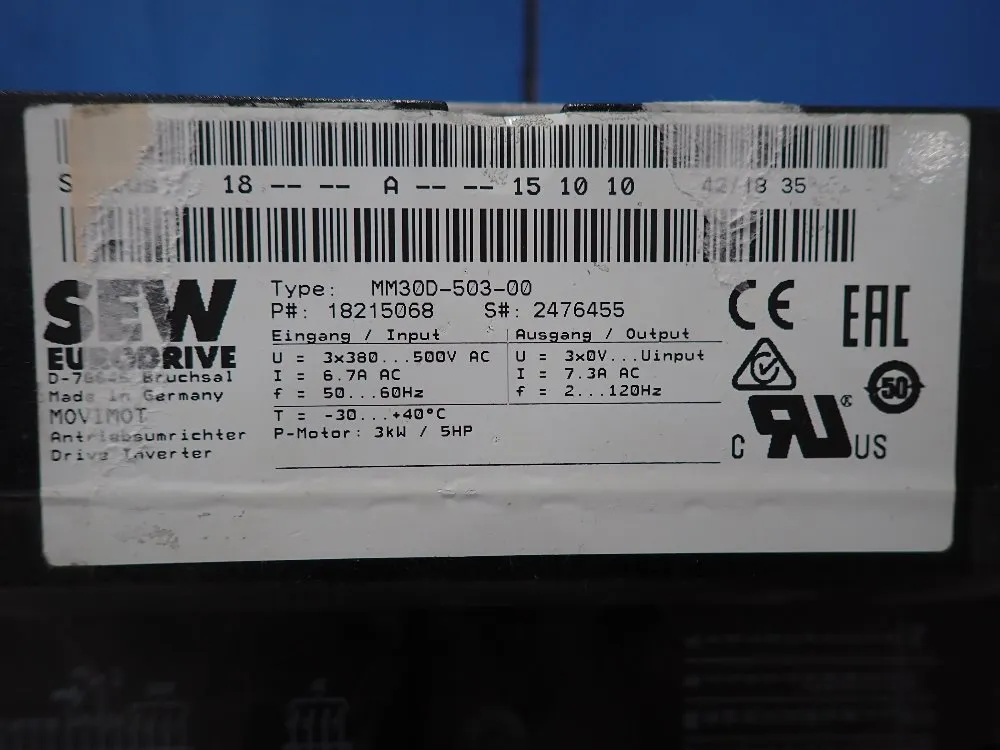 18 -- -- A -- -- 15 10 10 42/18 35
SEW
EURODRIVE
D-76646 Bruchsal
Made in Germany
MOVIMOT
Antriebsumrichter
Drive Inverter
Type: MM30D-503-00
P#: 18215068 S#: 2476455
Eingang / Input
U = 3x380...500V AC
I = 6.7A AC
f = 50...60Hz
Ausgang / Output
U = 3x0V...Uinput
I = 7.3A AC
f = 2...120Hz
T = -30...+40°C
P-Motor: 3kW / 5HP
CE
EAC
50
C RU ® US